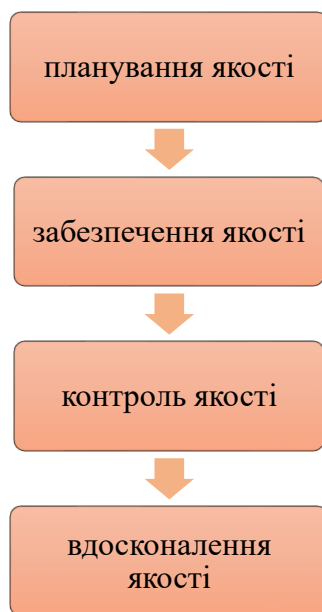 планування якості
забезпечення якості
контроль якості
вдосконалення
якості